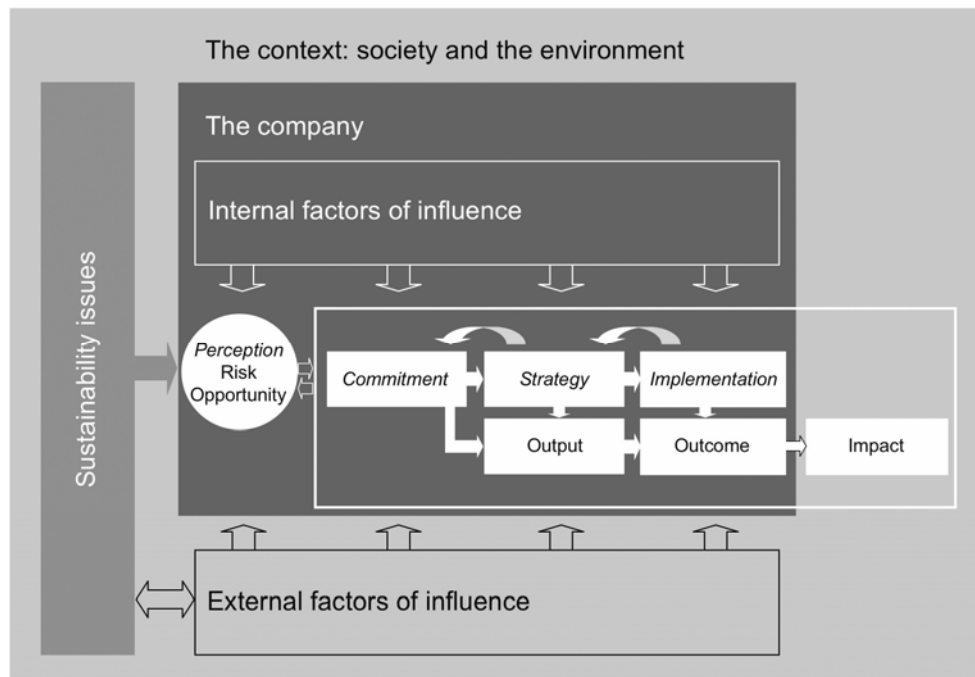 The context: society and the environment
The company
Internal factors of influence
Sustainability issues
Perception
Risk
Opportunity
Commitment
Strategy
Implementation
Output
Outcome
Impact
External factors of influence